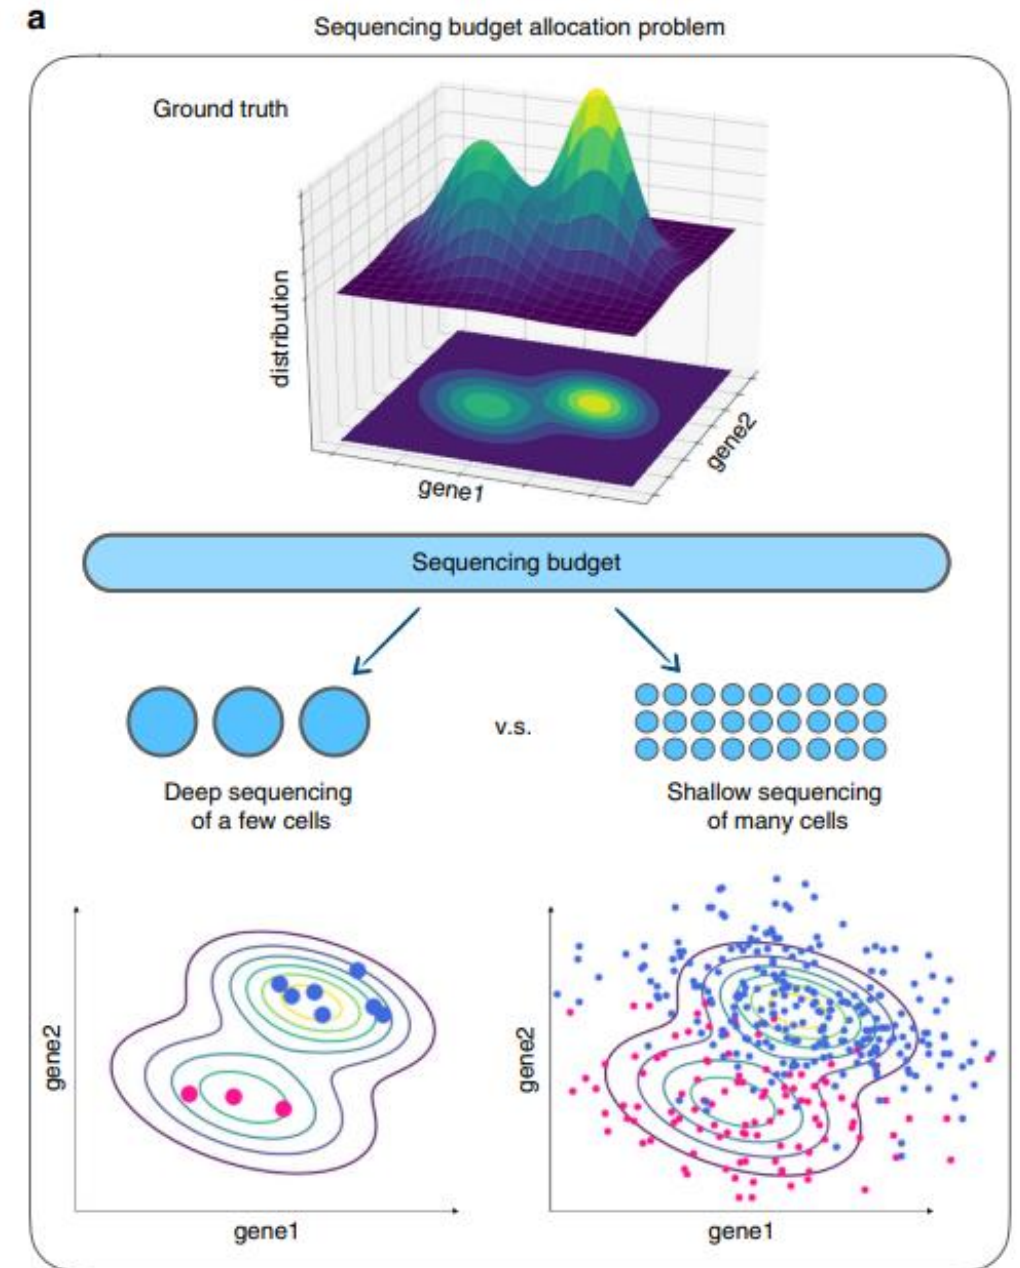 a
Sequencing budget allocation problem
Ground truth
distribution
gene2
gene1
Sequencing budget
v.s.
Deep sequencing
of a few cells
Shallow sequencing
of many cells
gene2
gene1
gene2
gene1